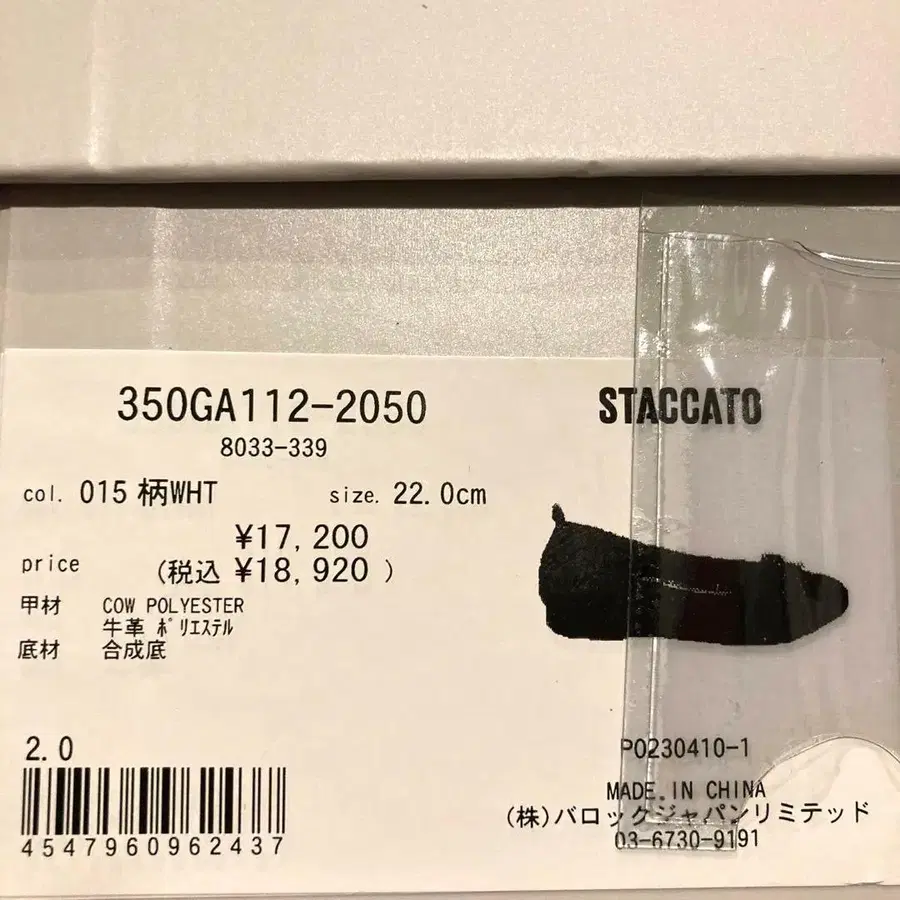 350GA112-2050
STACCATO
8033-339
col. 015 柄WHT
size. 22.0cm
price
¥17,200
(税込 ¥18,920 )
甲材 COW POLYESTER
牛革 ﾎﾟﾘｴｽﾃﾙ
底材 合成底
2.0
4547960962437
P0230410-1
MADE IN CHINA
(株)バロックジャパンリミテッド
03-6730-9191